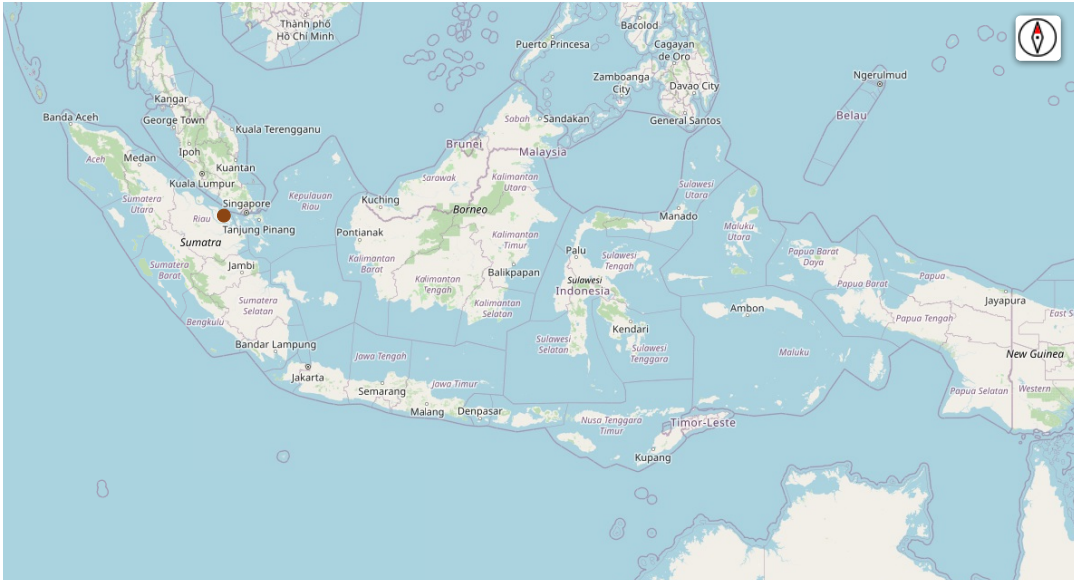 Thành phố
Hồ Chí Minh
Bacolod
Puerto Princesa
Cagayan
de Oro
Ngerulmud
Zamboanga
City
Davao City
Kangar
Banda Aceh
George Town
Kuala Terengganu
Sabah
Sandakan
General Santos
Belau
Ipoh
Brunei
Malaysia
Aceh
Medan
Kuantan
Kuala Lumpur
Sarawak
Kalimantan
Utara
Sulawesi
Utara
Sumatera
Utara
Singapore
Kepulauan
Riau
Kuching
Borneo
Manado
Riau
Tanjung Pinang
Pontianak
Maluku
Utara
Sumatra
Kalimantan
Timur
Palu
Sulawesi
Tengah
Papua Barat
Daya
Sumatera
Barat
Jambi
Kalimantan
Barat
Balikpapan
Sulawesi
Indonesia
Papua Barat
Papua
Kalimantan
Tengah
Sumatera
Selatan
Kalimantan
Selatan
Ambon
Jayapura
Papua Tengah
East S
Bengkulu
Kendari
Bandar Lampung
Sulawesi
Selatan
Sulawesi
Tenggara
Jawa Tengah
Maluku
New Guinea
Jakarta
Semarang
Jawa Timur
Papua Selatan
Western
Malang
Denpasar
Nusa Tenggara
Timur
Timor-Leste
Kupang